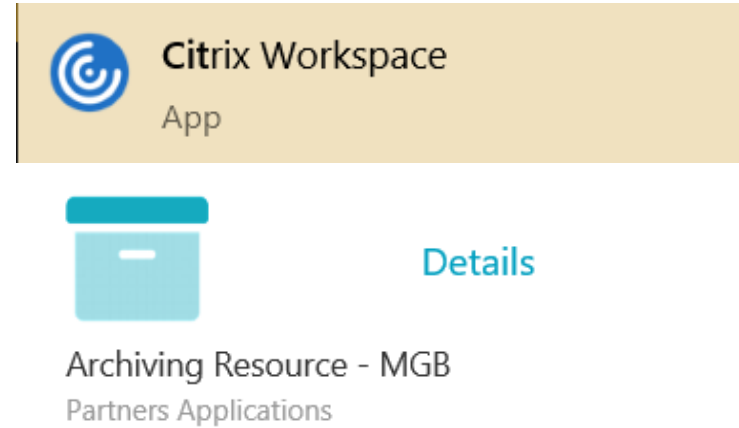 Citrix Workspace
App
Details
Archiving Resource - MGB
Partners Applications